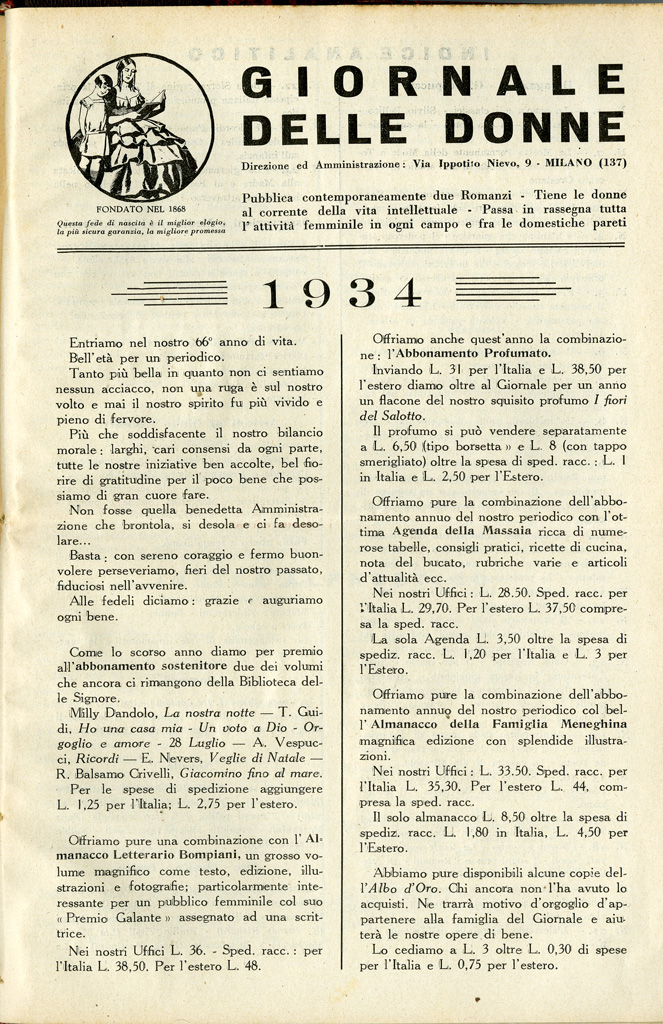 GIORNALE
DELLE DONNE
Direzione ed Amministrazione: Via Ippolito Nievo, 9 - MILANO (137)
FONDATO NEL 1868
Questa fede di nascita è il miglior elogio,
la più sicura garanzia, la migliore promessa
Pubblica contemporaneamente due Romanzi - Tiene le donne
al corrente della vita intellettuale - Passa in rassegna tutta
l'attività femminile in ogni campo e fra le domestiche pareti
1934
Entriamo nel nostro 66° anno di vita.
Bell'età per un periodico.
Tanto più bella in quanto non ci sentiamo
nessun acciacco, non una ruga è sul nostro
volto e mai il nostro spirito fu più vivido e
pieno di fervore.
Più che soddisfacente il nostro bilancio
morale: larghi, cari consensi da ogni parte,
tutte le nostre iniziative ben accolte, bel fio-
rire di gratitudine per il poco bene che pos-
siamo di gran cuore fare.
Non fosse quella benedetta Amministra-
zione che brontola, si desola e ci fa deso-
lare...
Basta: con sereno coraggio e fermo buon-
volere perseveriamo, fieri del nostro passato,
fiduciosi nell'avvenire.
Alle fedeli diciamo: grazie e auguriamo
ogni bene.
Come lo scorso anno diamo per premio
all'abbonamento sostenitore due dei volumi
che ancora ci rimangono della Biblioteca del-
le Signore.
Milly Dandolo, La nostra notte — T. Gui-
di, Ho una casa mia - Un voto a Dio - Or-
goglio e amore - 28 Luglio — A. Vespuc-
ci, Ricordi — E. Nevers, Veglie di Natale —
R. Balsamo Crivelli, Giacomino fino al mare.
Per le spese di spedizione aggiungere
L. 1,25 per l'Italia; L. 2,75 per l'estero.
Offriamo pure una combinazione con l'Al-
manacco Letterario Bompiani, un grosso vo-
lume magnifico come testo, edizione, illu-
strazioni e fotografie; particolarmente inte-
ressante per un pubblico femminile col suo
« Premio Galante » assegnato ad una scrit-
trice.
Nei nostri Uffici L. 36. - Sped. racc.: per
l'Italia L. 38,50. Per l'estero L. 48.
Offriamo anche quest'anno la combinazio-
ne: l'Abbonamento Profumato.
Inviando L. 31 per l'Italia e L. 38,50 per
l'estero diamo oltre al Giornale per un anno
un flacone del nostro squisito profumo I fiori
del Salotto.
Il profumo si può vendere separatamente
a L. 6,50 (tipo borsetta » e L. 8 (con tappo
smerigliato) oltre la spesa di sped. racc.: L. 1
in Italia e L. 2,50 per l'Estero.
Offriamo pure la combinazione dell'abbo-
namento annuo del nostro periodico con l'ot-
tima Agenda della Massaia ricca di nume-
rose tabelle, consigli pratici, ricette di cucina,
nota del bucato, rubriche varie e articoli
d'attualità ecc.
Nei nostri Uffici: L. 28.50. Sped. racc. per
l'Italia L. 29,70. Per l'estero L. 37,50 compre-
sa la sped. racc.
La sola Agenda L. 3,50 oltre la spesa di
spediz. racc. L. 1,20 per l'Italia e L. 3 per
l'Estero.
Offriamo pure la combinazione dell'abbo-
namento annuo del nostro periodico col bel-
l'Almanacco della Famiglia Meneghina
magnifica edizione con splendide illustra-
zioni.
Nei nostri Uffici: L. 33.50. Sped. racc. per
l'Italia L. 35,30. Per l'estero L. 44, com-
presa la sped. racc.
Il solo almanacco L. 8,50 oltre la spesa di
spediz. racc. L. 1,80 in Italia, L. 4,50 per
l'Estero.
Abbiamo pure disponibili alcune copie del-
l'Albo d'Oro. Chi ancora non l'ha avuto lo
acquisti. Ne trarrà motivo d'orgoglio d'ap-
partenere alla famiglia del Giornale e aiu-
terà le nostre opere di bene.
Lo cediamo a L. 3 oltre L. 0,30 di spese
per l'Italia e L. 0,75 per l'estero.